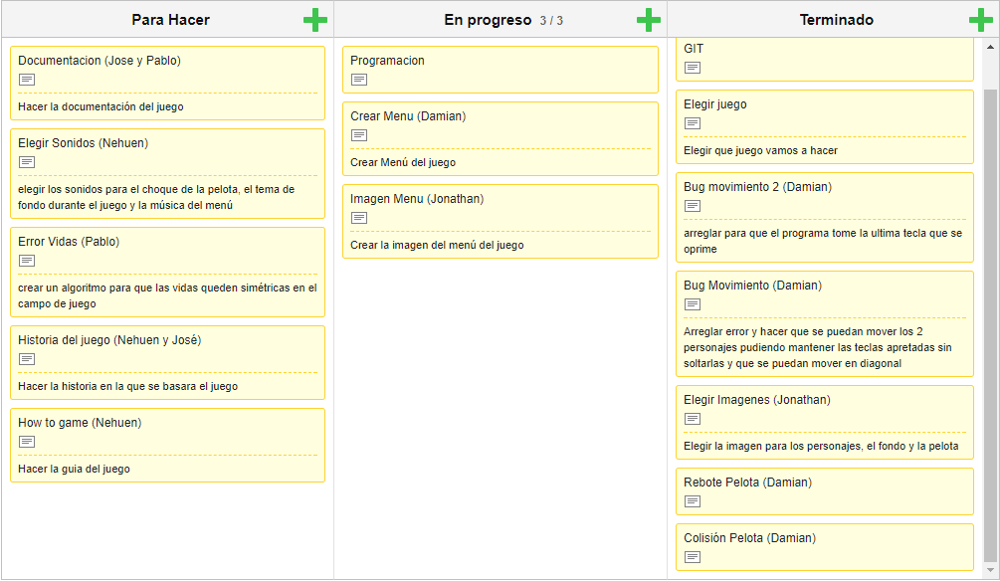 Para Hacer
Documentacion (Jose y Pablo)
Hacer la documentación del juego
Elegir Sonidos (Nehuen)
elegir los sonidos para el choque de la pelota, el tema de
fondo durante el juego y la música del menú
Error Vidas (Pablo)
crear un algoritmo para que las vidas queden simétricas en el
campo de juego
Historia del juego (Nehuen y José)
Hacer la historia en la que se basara el juego
How to game (Nehuen)
Hacer la guia del juego
En progreso 3 / 3
Programacion
Crear Menu (Damian)
Crear Menú del juego
Imagen Menu (Jonathan)
Crear la imagen del menú del juego
Terminado
GIT
Elegir juego
Elegir que juego vamos a hacer
Bug movimiento 2 (Damian)
arreglar para que el programa tome la ultima tecla que se
oprime
Bug Movimiento (Damian)
Arreglar error y hacer que se puedan mover los 2
personajes pudiendo mantener las teclas apretadas sin
soltarlas y que se puedan mover en diagonal
Elegir Imagenes (Jonathan)
Elegir la imagen para los personajes, el fondo y la pelota
Rebote Pelota (Damian)
Colisión Pelota (Damian)